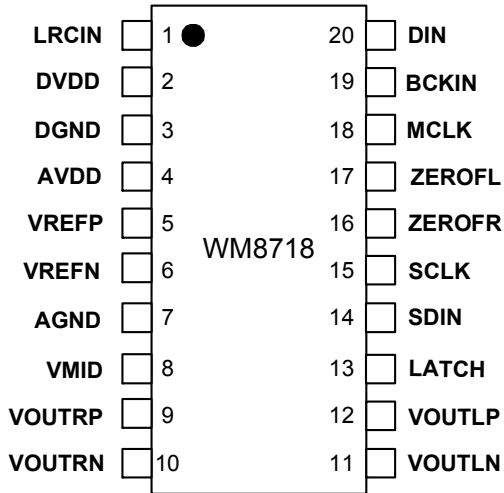 LRCIN 1 20 DIN
DVDD 2 19 BCKIN
DGND 3 18 MCLK
AVDD 4 17 ZEROFL
VREFP 5 16 ZEROFR
WM8718
VREFN 6 15 SCLK
AGND 7 14 SDIN
VMID 8 13 LATCH
VOUTRP 9 12 VOUTLP
VOUTRN 10 11 VOUTLN